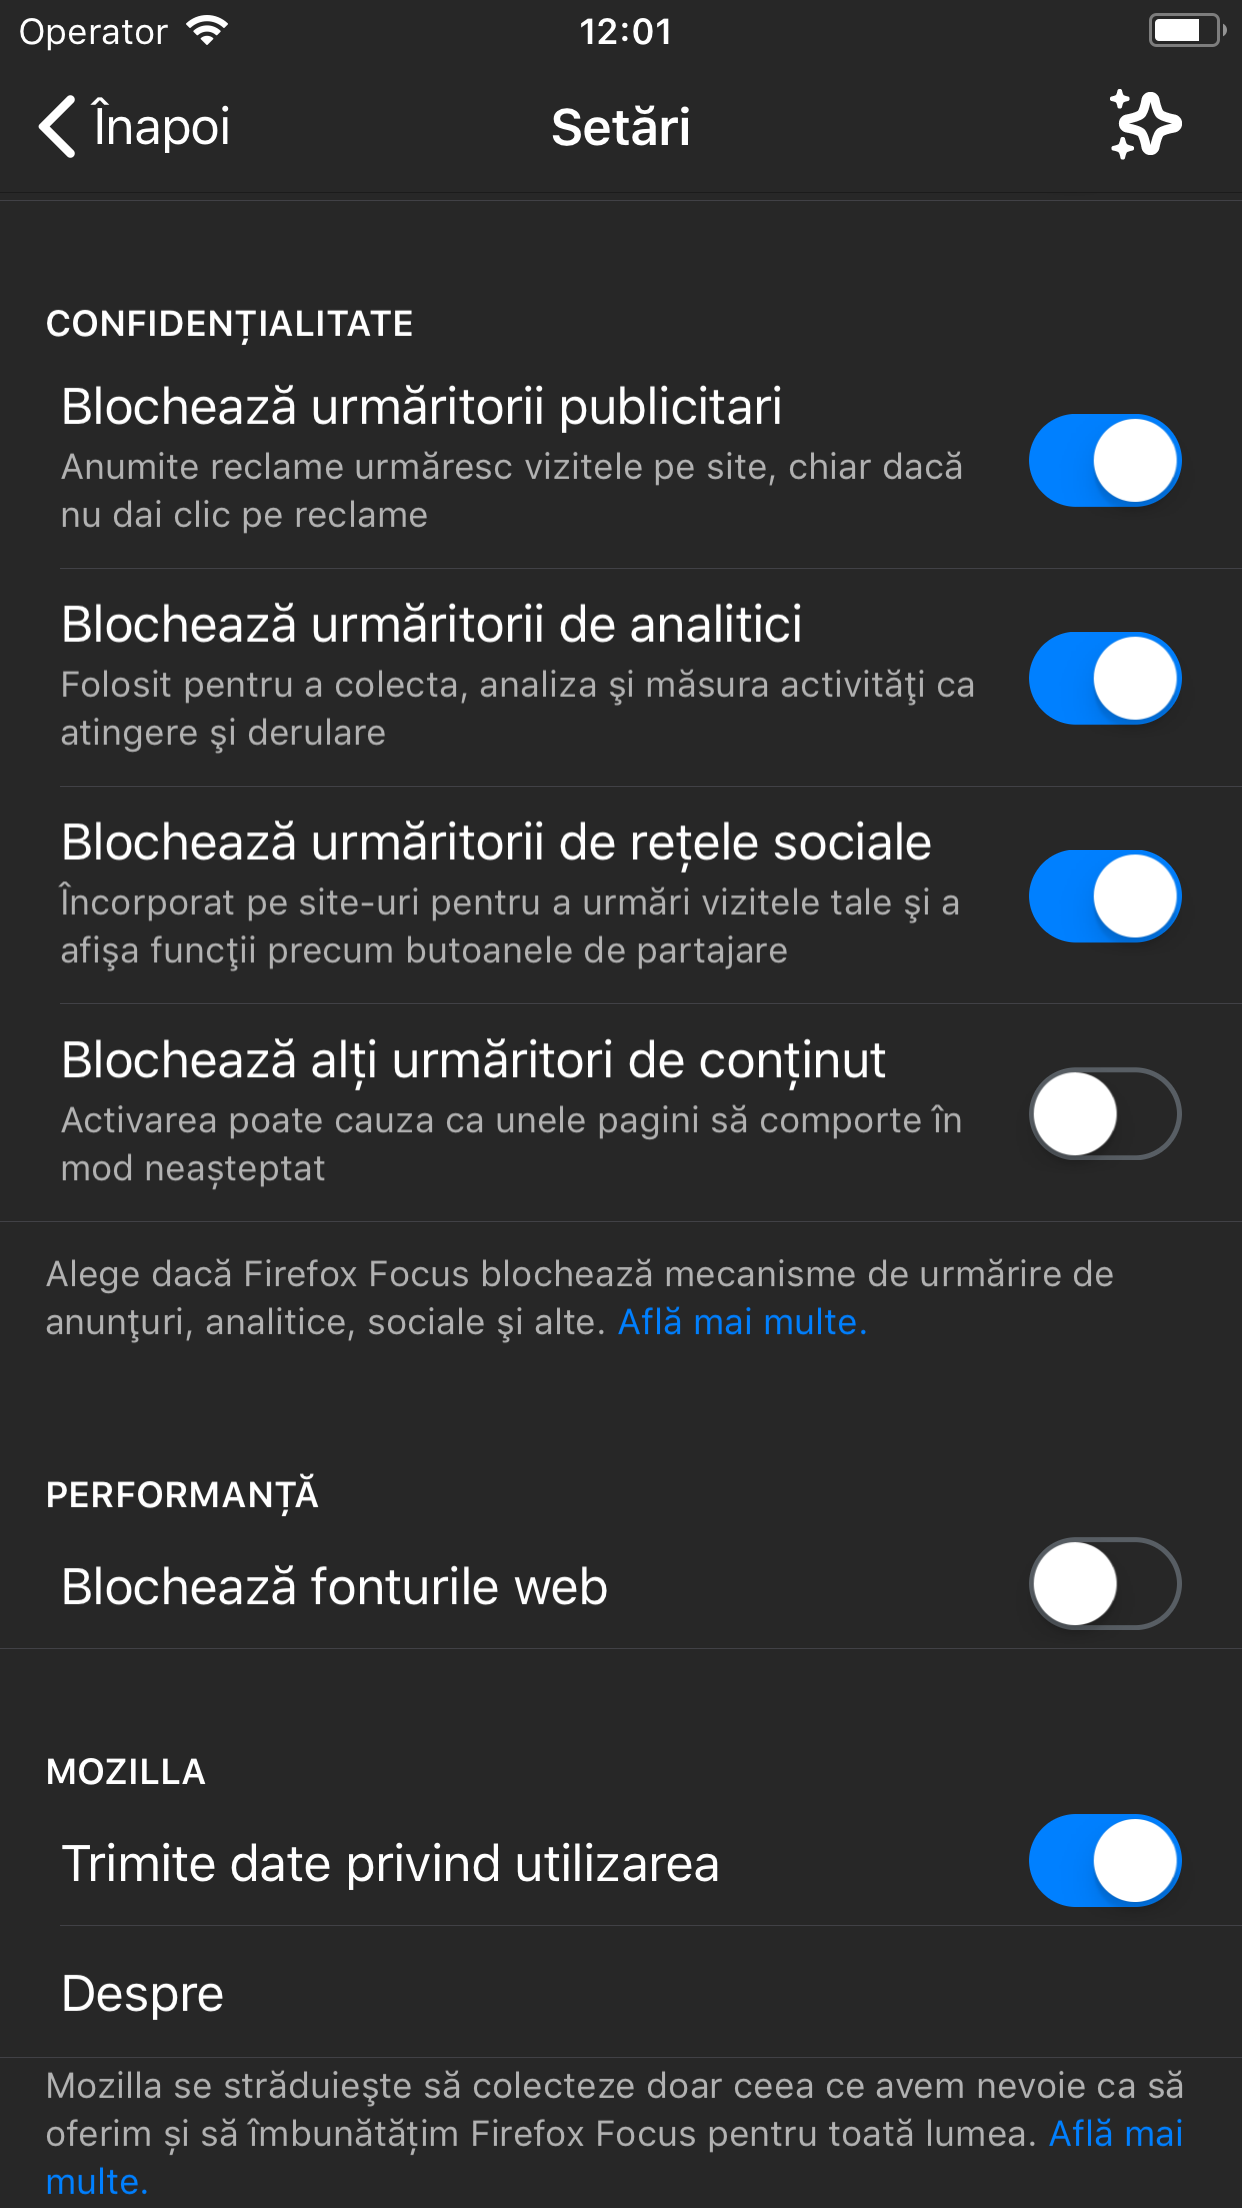 Operator
12:01
Înapoi
Setări
CONFIDENȚIALITATE
Blochează urmăritorii publicitari
Anumite reclame urmăresc vizitele pe site, chiar dacă
nu dai clic pe reclame
Blochează urmăritorii de analitici
Folosit pentru a colecta, analiza şi măsura activităţi ca
atingere şi derulare
Blochează urmăritorii de rețele sociale
Încorporat pe site-uri pentru a urmări vizitele tale şi a
afişa funcţii precum butoanele de partajare
Blochează alți urmăritori de conținut
Activarea poate cauza ca unele pagini să comporte în
mod neașteptat
Alege dacă Firefox Focus blochează mecanisme de urmărire de
anunţuri, analitice, sociale şi alte. Află mai multe.
PERFORMANȚĂ
Blochează fonturile web
MOZILLA
Trimite date privind utilizarea
Despre
Mozilla se străduieşte să colecteze doar ceea ce avem nevoie ca să
oferim și să îmbunătățim Firefox Focus pentru toată lumea. Află mai
multe.